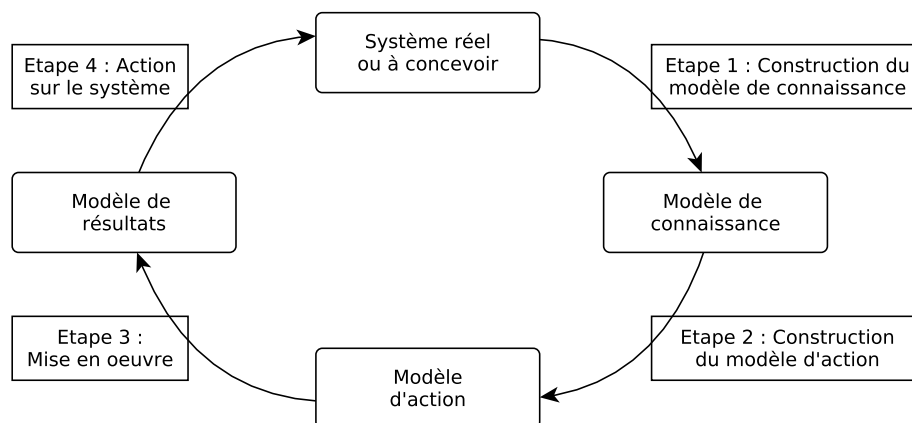 Système réel
ou à concevoir
Etape 4 : Action
sur le système
Etape 1 : Construction du
modèle de connaissance
Modèle de
résultats
Modèle de
connaissance
Etape 3 :
Mise en oeuvre
Etape 2 : Construction
du modèle d'action
Modèle
d'action